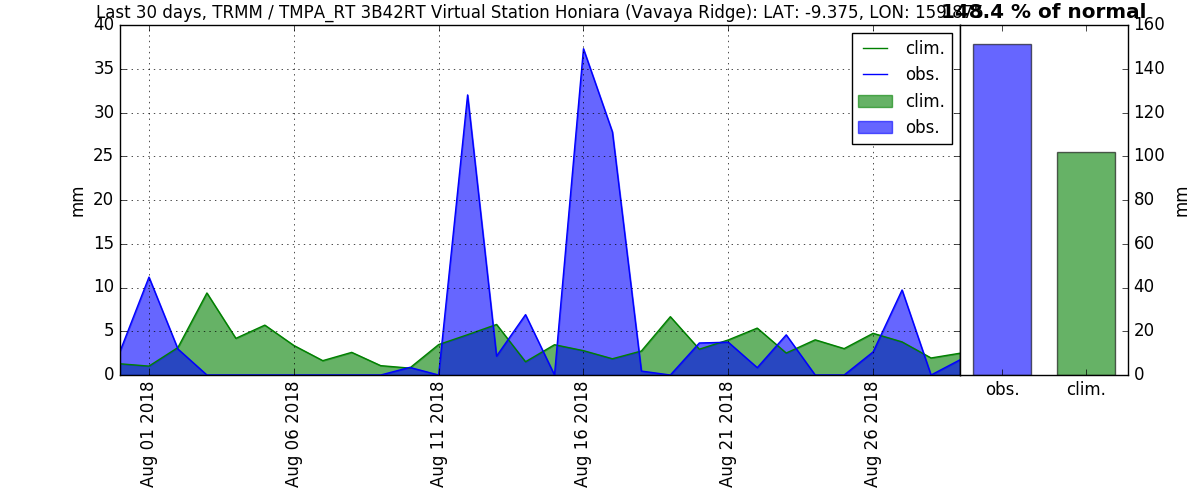 Last 30 days, TRMM / TMPA_RT 3B42RT Virtual Station Honiara (Vavaya Ridge): LAT: -9.375, LON: 159.875
148.4 % of normal
40
35
30
25
20
15
10
5
0
mm
clim.
obs.
clim.
obs.
Aug 01 2018
Aug 06 2018
Aug 11 2018
Aug 16 2018
Aug 21 2018
Aug 26 2018
160
140
120
100
80
60
40
20
0
mm
obs.
clim.